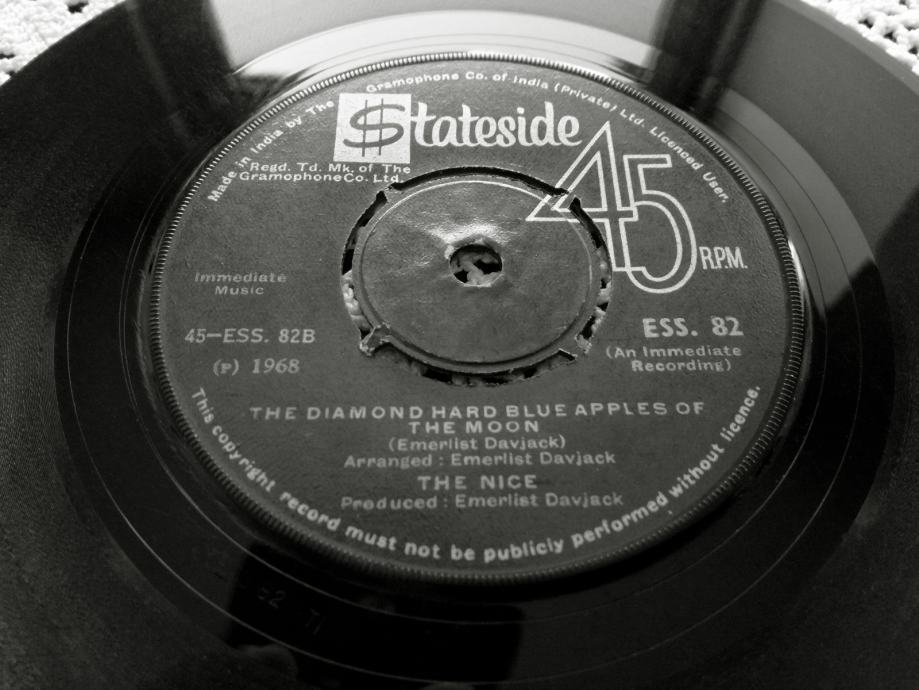 Made in India by The Gramophone Co. of India (Private) Ltd. Licenced User.
$tateside
Regd. Td. Mk. of The
Gramophone Co. Ltd.
45 R.P.M.
Immediate
Music
45-ESS. 82B
(P) 1968
ESS. 82
(An Immediate
Recording)
THE DIAMOND HARD BLUE APPLES OF
THE MOON
(Emerlist Davjack)
Arranged : Emerlist Davjack
THE NICE
Produced : Emerlist Davjack
This copyright record must not be publicly performed without licence.